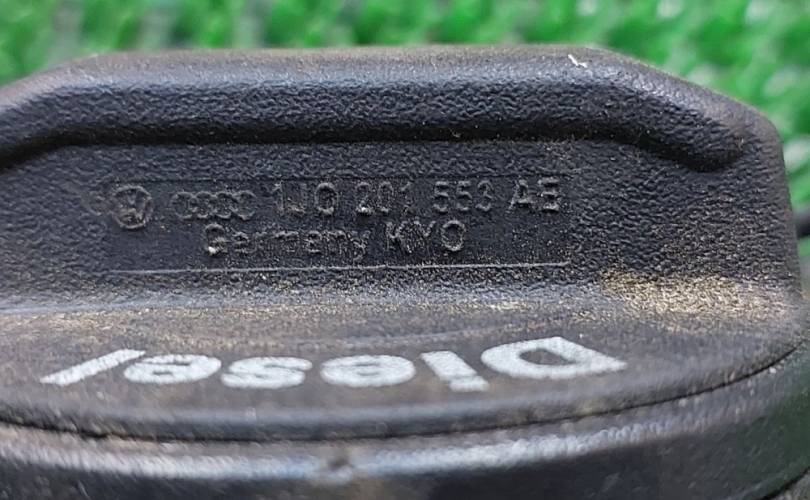 1J0 201 553 AE
Germany KYO
Diesel